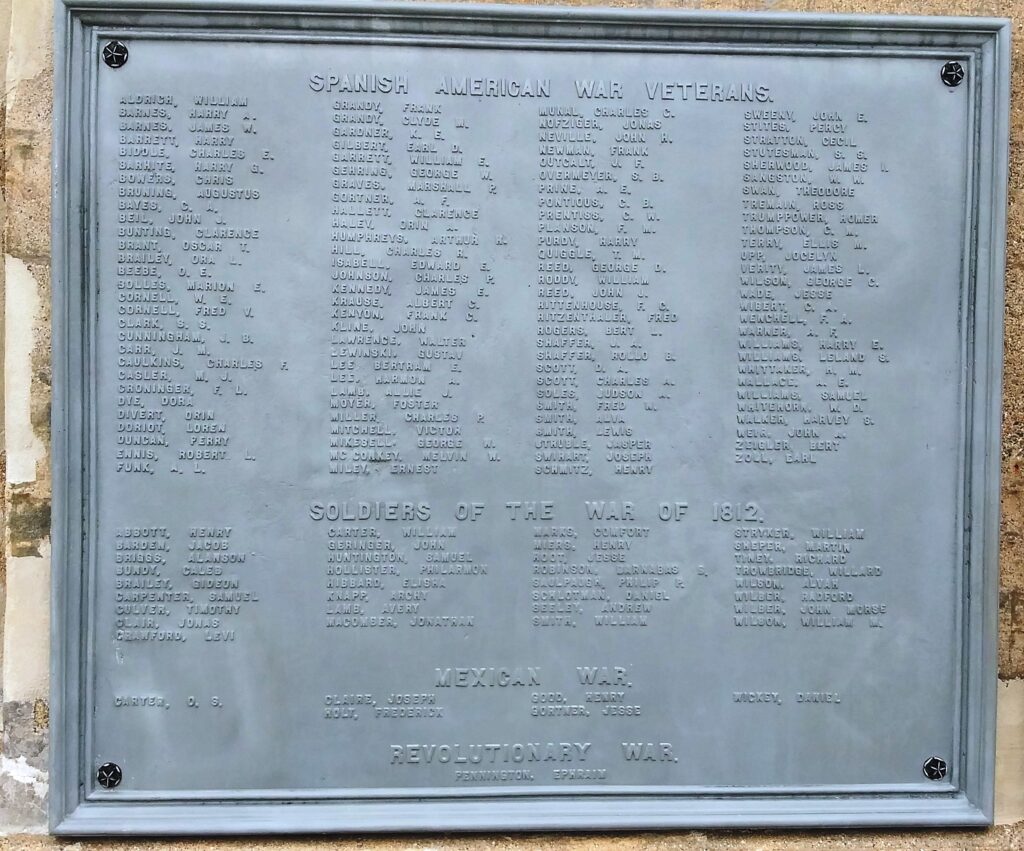 SPANISH AMERICAN WAR VETERANS.
ALDRICH, WILLIAM
BARNES, HARRY A.
BARNES, JAMES W.
BARRETT, HARRY
BIDDLE, CHARLES E.
BARHITE, HARRY G.
BOWERS, CHRIS
BRUNING, AUGUSTUS
BAYES, C. A.
BEIL, JOHN J.
BUNTING, CLARENCE
BRANT, OSCAR T.
BRAILEY, ORA L.
BEEBE, O. E.
BOLLES, MARION E.
CORNELL, W. E.
CORNELL, FRED V.
CLARK, B. S.
CUNNINGHAM, J. B.
CARR, J. M.
CAULKINS, CHARLES F.
CASLER, M. J.
CRONINGER, F. L.
DIE, DORA
DIVERT, ORIN
DORIOT, LOREN
DUNCAN, PERRY
ENNIS, ROBERT L.
FUNK, A. L.
GRANDY, FRANK
GRANDY, CLYDE M.
GARDNER, K. E.
GILBERT, EARL D.
GARRETT, WILLIAM E.
GEHRING, GEORGE W.
GRAVES, MARSHALL P.
GORTNER, A. F.
HALLETT, CLARENCE
HALEY, ORIN A.
HUMPHREYS, ARTHUR R.
HILL, CHARLES R.
ISABELL, EDWARD E.
JOHNSON, CHARLES P.
KENNEDY, JAMES E.
KRAUSE, ALBERT C.
KENYON, FRANK C.
KLINE, JOHN
LAWRENCE, WALTER
LEWINSKI, GUSTAV
LEE BERTRAM E.
LEE, HARMON A.
LAMB, ALLIE J.
MOYER, FOSTER
MILLER, CHARLES P.
MITCHELL, VICTOR
MIKESELL, GEORGE W.
MC CONKEY, MELVIN W.
MILEY, ERNEST
MUNAL, CHARLES C.
NOFZIGER, JONAS
NEVILLE, JOHN R.
NEWMAN, FRANK
OUTCALT, J. F.
OVERMEYER, S. B.
PRINE, A. E.
PONTIOUS, C. B.
PRENTISS, C. W.
PLANSON, F. M.
PURDY, HARRY
QUIGGLE, T. M.
REED, GEORGE D.
RODDY, WILLIAM
REED, JOHN J.
RITTENHOUSE, F. C.
RITZENTHALER, FRED
ROGERS, BERT L.
SHAFFER, J. A.
SHAFFER, ROLLO B.
SCOTT, D. A.
SCOTT, CHARLES A.
SOLES, JUDSON A.
SMITH, FRED W.
SMITH, ALVA
SMITH, LEWIS
STRUBLE, JASPER
SWIHART, JOSEPH
SCHMITZ, HENRY
SWEENY, JOHN E.
STITES, PERCY
STRATTON, CECIL
STUTESMAN, S. S.
SHERWOOD, JAMES I.
SANGSTON, W. W.
SWAN, THEODORE
TREMAIN, ROSS
TRUMPPOWER, HOMER
THOMPSON, C. M.
TERRY, ELLIS M.
UPP, JOCELYN
VERITY, JAMES L.
WILSON, GEORGE C.
WADE, JESSE
WIBERT, C. A.
WENCHELL, F. A.
WARNER, A. F.
WILLIAMS, HARRY E.
WILLIAMS, LELAND S.
WHITTAKER, H. M.
WALLACE, A. E.
WILLIAMS, SAMUEL
WHITEHORN, W. D.
WALKER, HARVEY S.
WEIR, JOHN A.
ZEIGLER, BERT
ZOLL, EARL
SOLDIERS OF THE WAR OF 1812.
ABBOTT, HENRY
BARDEN, JACOB
BRIGGS, ALANSON
BUNDY, CALEB
BRAILEY, GIDEON
CARPENTER, SAMUEL
CULVER, TIMOTHY
CLAIR, JONAS
CRAWFORD, LEVI
CARTER, WILLIAM
GERINGER, JOHN
HUNTINGTON, SAMUEL
HOLLISTER, PHILARMON
HIBBARD, ELISHA
KNAPP, ARCHY
LAMB, AVERY
MACOMBER, JONATHAN
MARKS, COMFORT
MIERS, HENRY
ROOT, JESSE
ROBINSON, BARNABAS S.
SAULPAUGH, PHILIP P.
SCHLOTMAN, DANIEL
SEELEY, ANDREW
SMITH, WILLIAM
STRYKER, WILLIAM
SWEPER, MARTIN
TINEY, RICHARD
TROWBRIDGE, WILLARD
WILSON, ALVAH
WILBER, RADFORD
WILBER, JOHN MORSE
WILSON, WILLIAM M.
MEXICAN WAR.
CARTER, O. S.
CLAIRE, JOSEPH
HOLT, FREDERICK
GOOD, HENRY
GORTNER, JESSE
WICKEY, DANIEL
REVOLUTIONARY WAR.
PENNINGTON, EPHRAIM